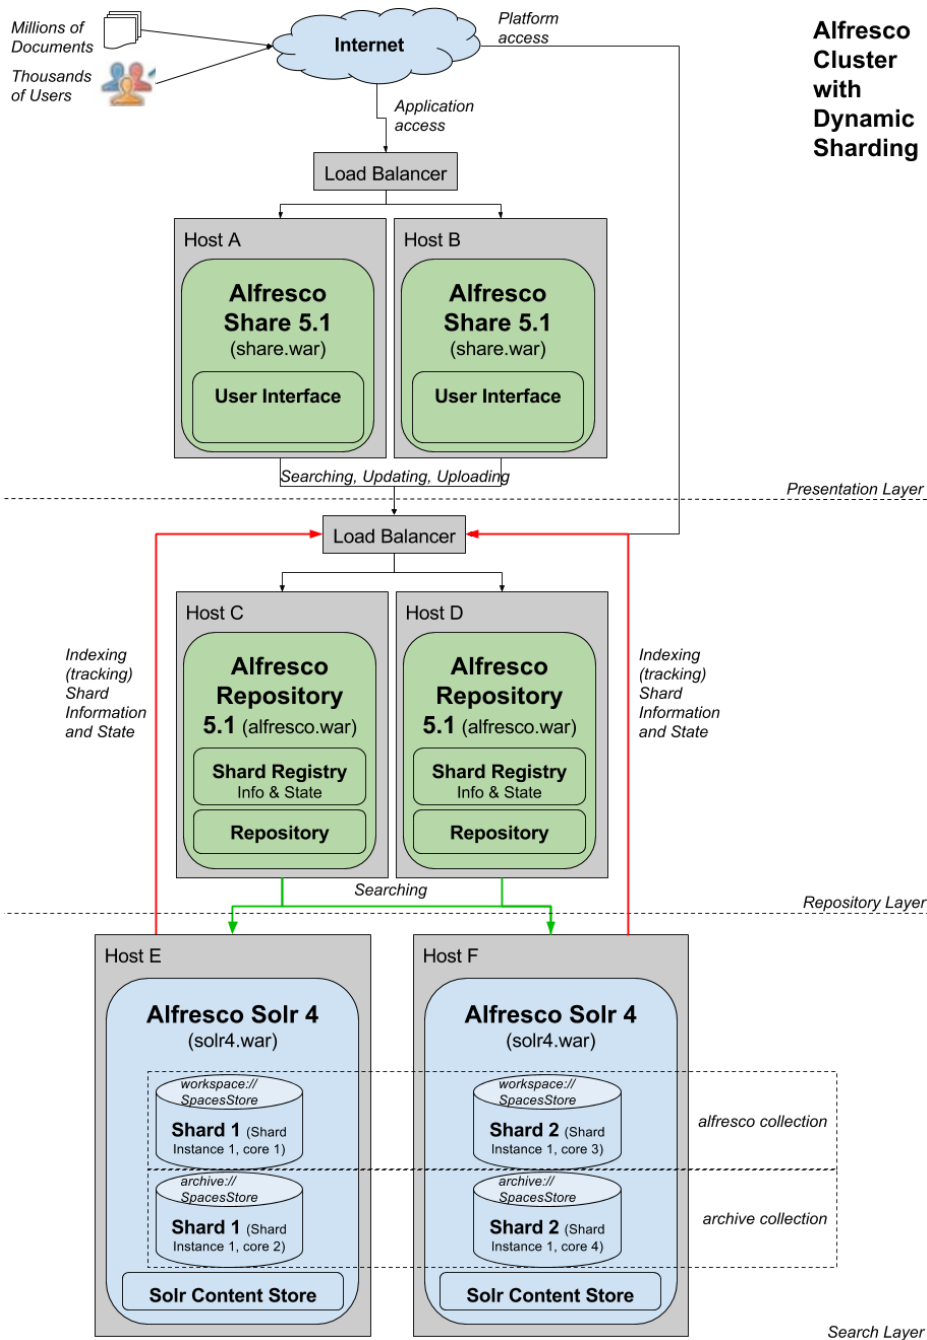 Millions of
Documents
Thousands
of Users
Internet
Platform
access
Alfresco
Cluster
with
Dynamic
Sharding
Application
access
Load Balancer
Host A
Alfresco
Share 5.1
(share.war)
User Interface
Host B
Alfresco
Share 5.1
(share.war)
User Interface
Searching, Updating, Uploading
Presentation Layer
Load Balancer
Indexing
(tracking)
Shard
Information
and State
Host C
Alfresco
Repository
5.1 (alfresco.war)
Shard Registry
Info & State
Repository
Host D
Alfresco
Repository
5.1 (alfresco.war)
Shard Registry
Info & State
Repository
Indexing
(tracking)
Shard
Information
and State
Searching
Repository Layer
Host E
Alfresco Solr 4
(solr4.war)
workspace://
SpacesStore
Shard 1 (Shard
Instance 1, core 1)
archive://
SpacesStore
Shard 1 (Shard
Instance 1, core 2)
Solr Content Store
Host F
Alfresco Solr 4
(solr4.war)
workspace://
SpacesStore
Shard 2 (Shard
Instance 1, core 3)
archive://
SpacesStore
Shard 2 (Shard
Instance 1, core 4)
Solr Content Store
alfresco collection
archive collection
Search Layer